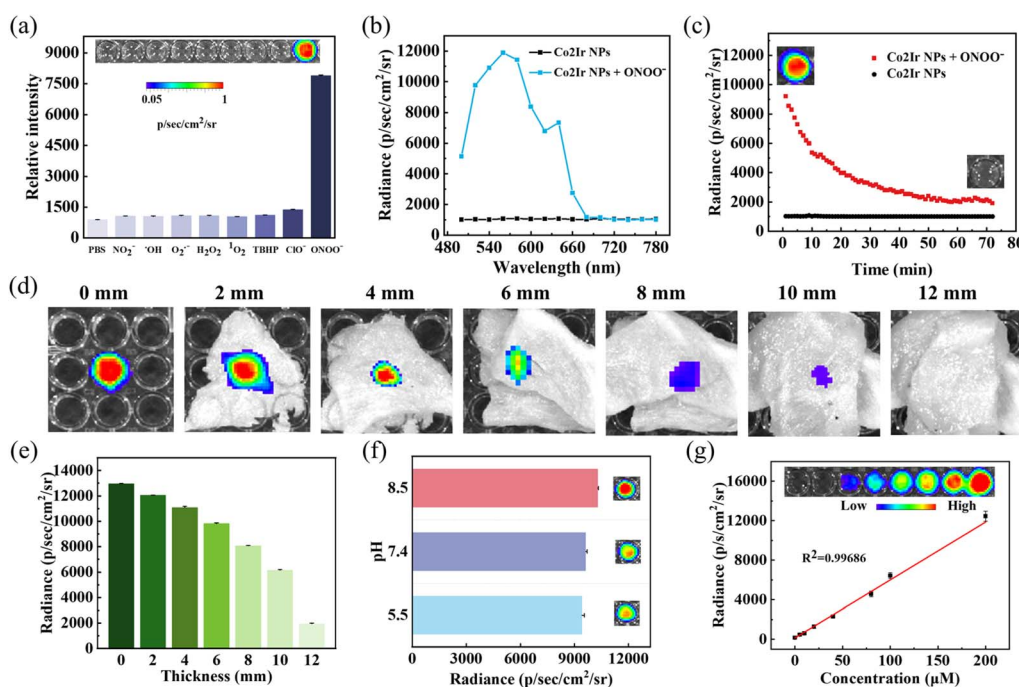 (a)
9000
7500
6000
4500
3000
1500
0
Relative intensity
0.05 1
p/sec/cm²/sr
PBS NO₂⁻ ·OH O₂·⁻ H₂O₂ ¹O₂ TBHP ClO⁻ ONOO⁻
(b)
12000
10000
8000
6000
4000
2000
0
Radiance (p/sec/cm²/sr)
Co2Ir NPs
Co2Ir NPs + ONOO⁻
480 540 600 660 720 780
Wavelength (nm)
(c)
14000
12000
10000
8000
6000
4000
2000
0
Radiance (p/sec/cm²/sr)
Co2Ir NPs + ONOO⁻
Co2Ir NPs
0 10 20 30 40 50 60 70 80
Time (min)
(d)
0 mm 2 mm 4 mm 6 mm 8 mm 10 mm 12 mm
(e)
14000
12000
10000
8000
6000
4000
2000
0
Radiance (p/sec/cm²/sr)
0 2 4 6 8 10 12
Thickness (mm)
(f)
8.5
7.4
5.5
pH
0 3000 6000 9000 12000
Radiance (p/sec/cm²/sr)
(g)
16000
12000
8000
4000
0
Radiance (p/s/cm²/sr)
Low High
R²=0.99686
0 50 100 150 200
Concentration (μM)